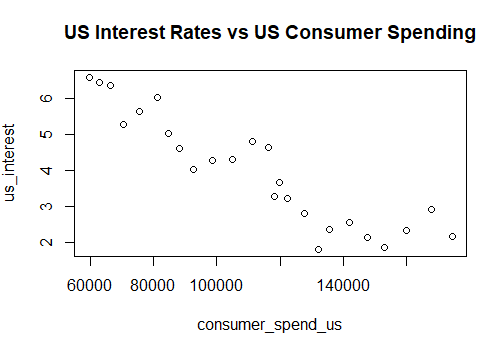 US Interest Rates vs US Consumer Spending
us_interest
6
5
4
3
2
60000 80000 100000 140000
consumer_spend_us